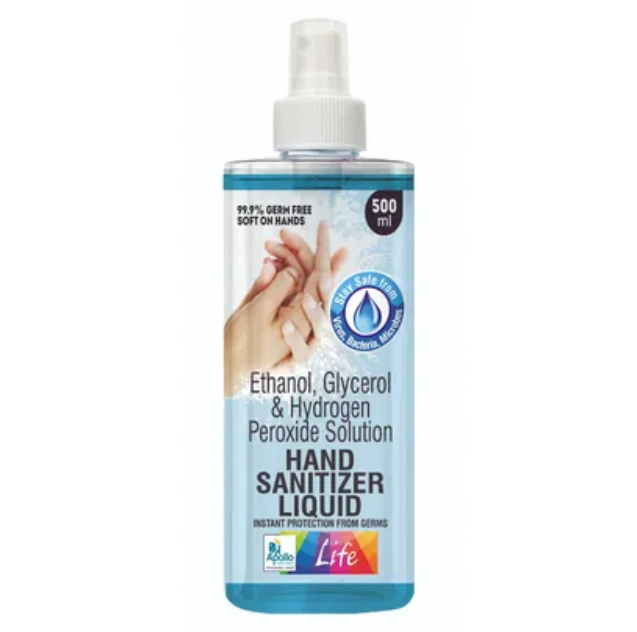 99.9% GERM FREE
SOFT ON HANDS
500
ml
Stay Safe from
Virus, Bacteria, Microbes
Ethanol, Glycerol
& Hydrogen
Peroxide Solution
HAND
SANITIZER
LIQUID
INSTANT PROTECTION FROM GERMS
Apollo
Life